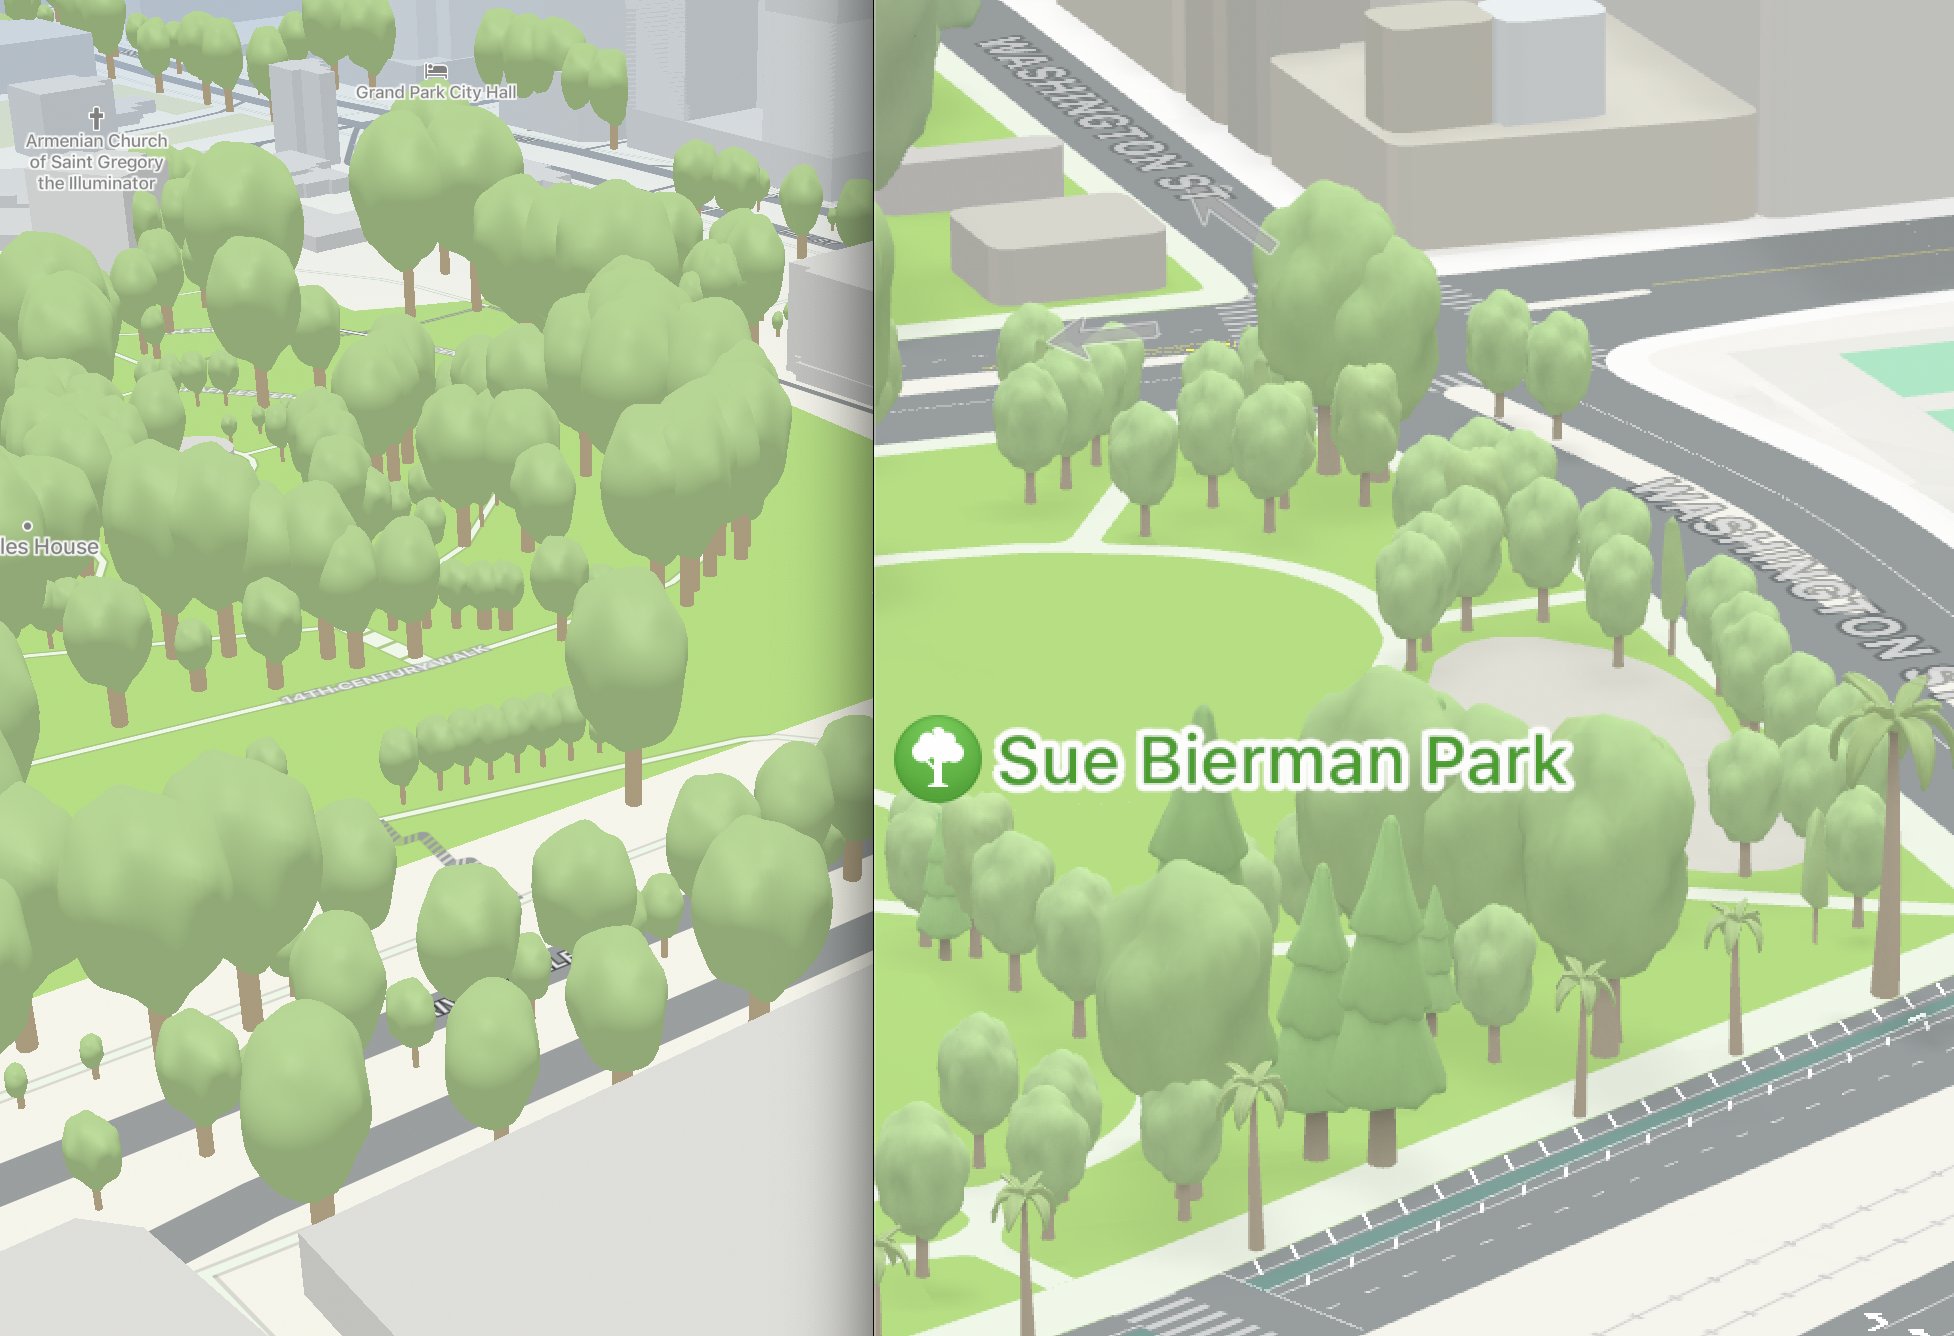 Grand Park City Hall
Armenian Church
of Saint Gregory
the Illuminator
les House
14TH CENTURY WALK
WASHINGTON ST
WASHINGTON S
Sue Bierman Park